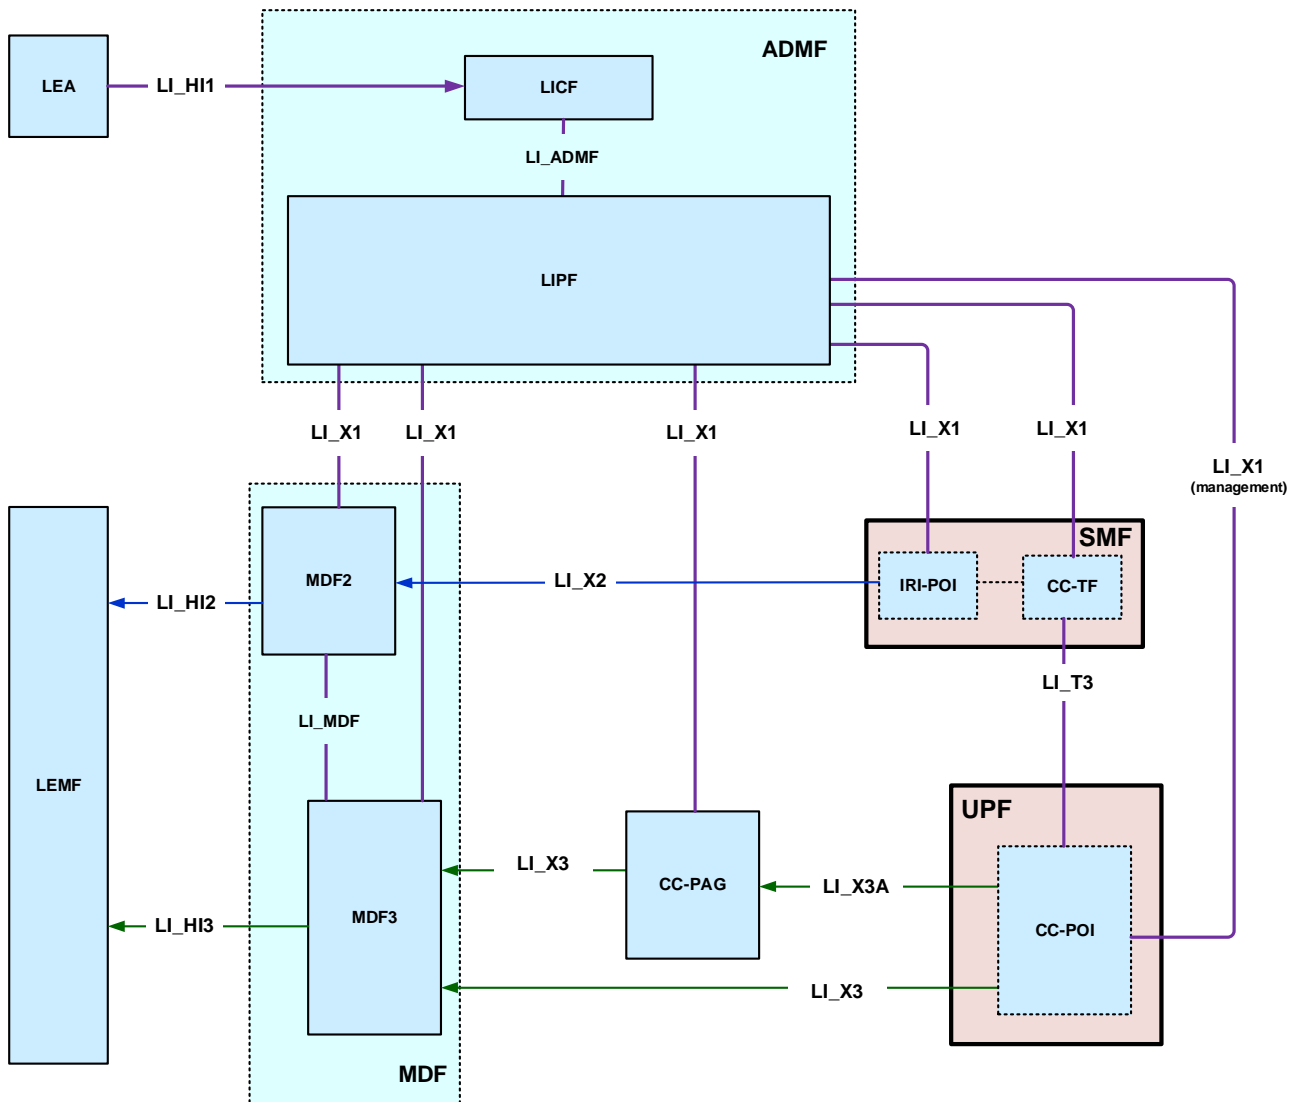 ADMF
LEA
LI_HI1
LICF
LI_ADMF
LIPF
LI_X1
LI_X1
LI_X1
LI_X1
LI_X1
LI_X1
(management)
SMF
MDF2
LI_X2
IRI-POI
CC-TF
LI_HI2
LI_T3
LI_MDF
LEMF
UPF
LI_X3
CC-PAG
LI_X3A
MDF3
LI_HI3
CC-POI
LI_X3
MDF